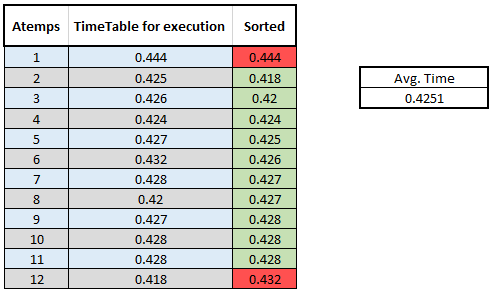 Atemps TimeTable for execution Sorted
1 0.444 0.444
2 0.425 0.418
3 0.426 0.42
4 0.424 0.424
5 0.427 0.425
6 0.432 0.426
7 0.428 0.427
8 0.42 0.427
9 0.427 0.428
10 0.428 0.428
11 0.428 0.428
12 0.418 0.432
Avg. Time
0.4251